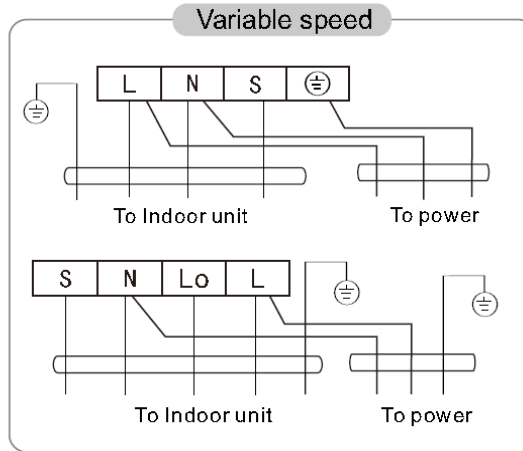 Variable speed
L N S
To Indoor unit To power
S N Lo L
To Indoor unit To power